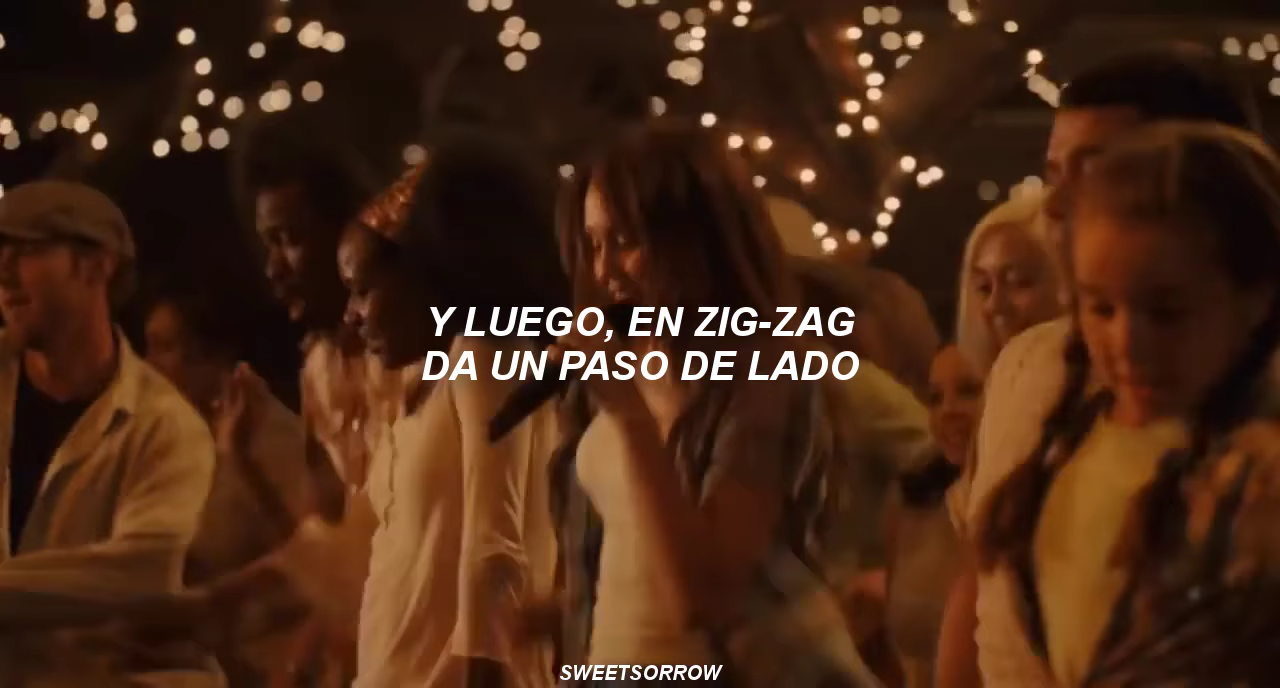 Y LUEGO, EN ZIG-ZAG
DA UN PASO DE LADO
SWEETSORROW